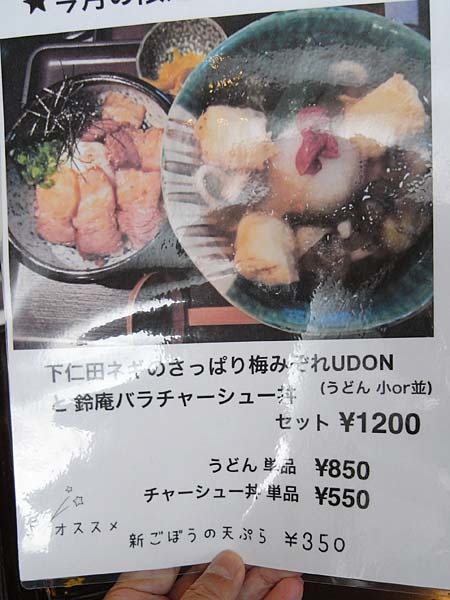 ★今月の
下仁田ネギのさっぱり梅みぞれUDON
と 鈴庵バラチャーシュー丼 (うどん 小or並)
セット ¥1200
うどん 単品 ¥850
チャーシュー丼 単品 ¥550
オススメ
新ごぼうの天ぷら ¥350